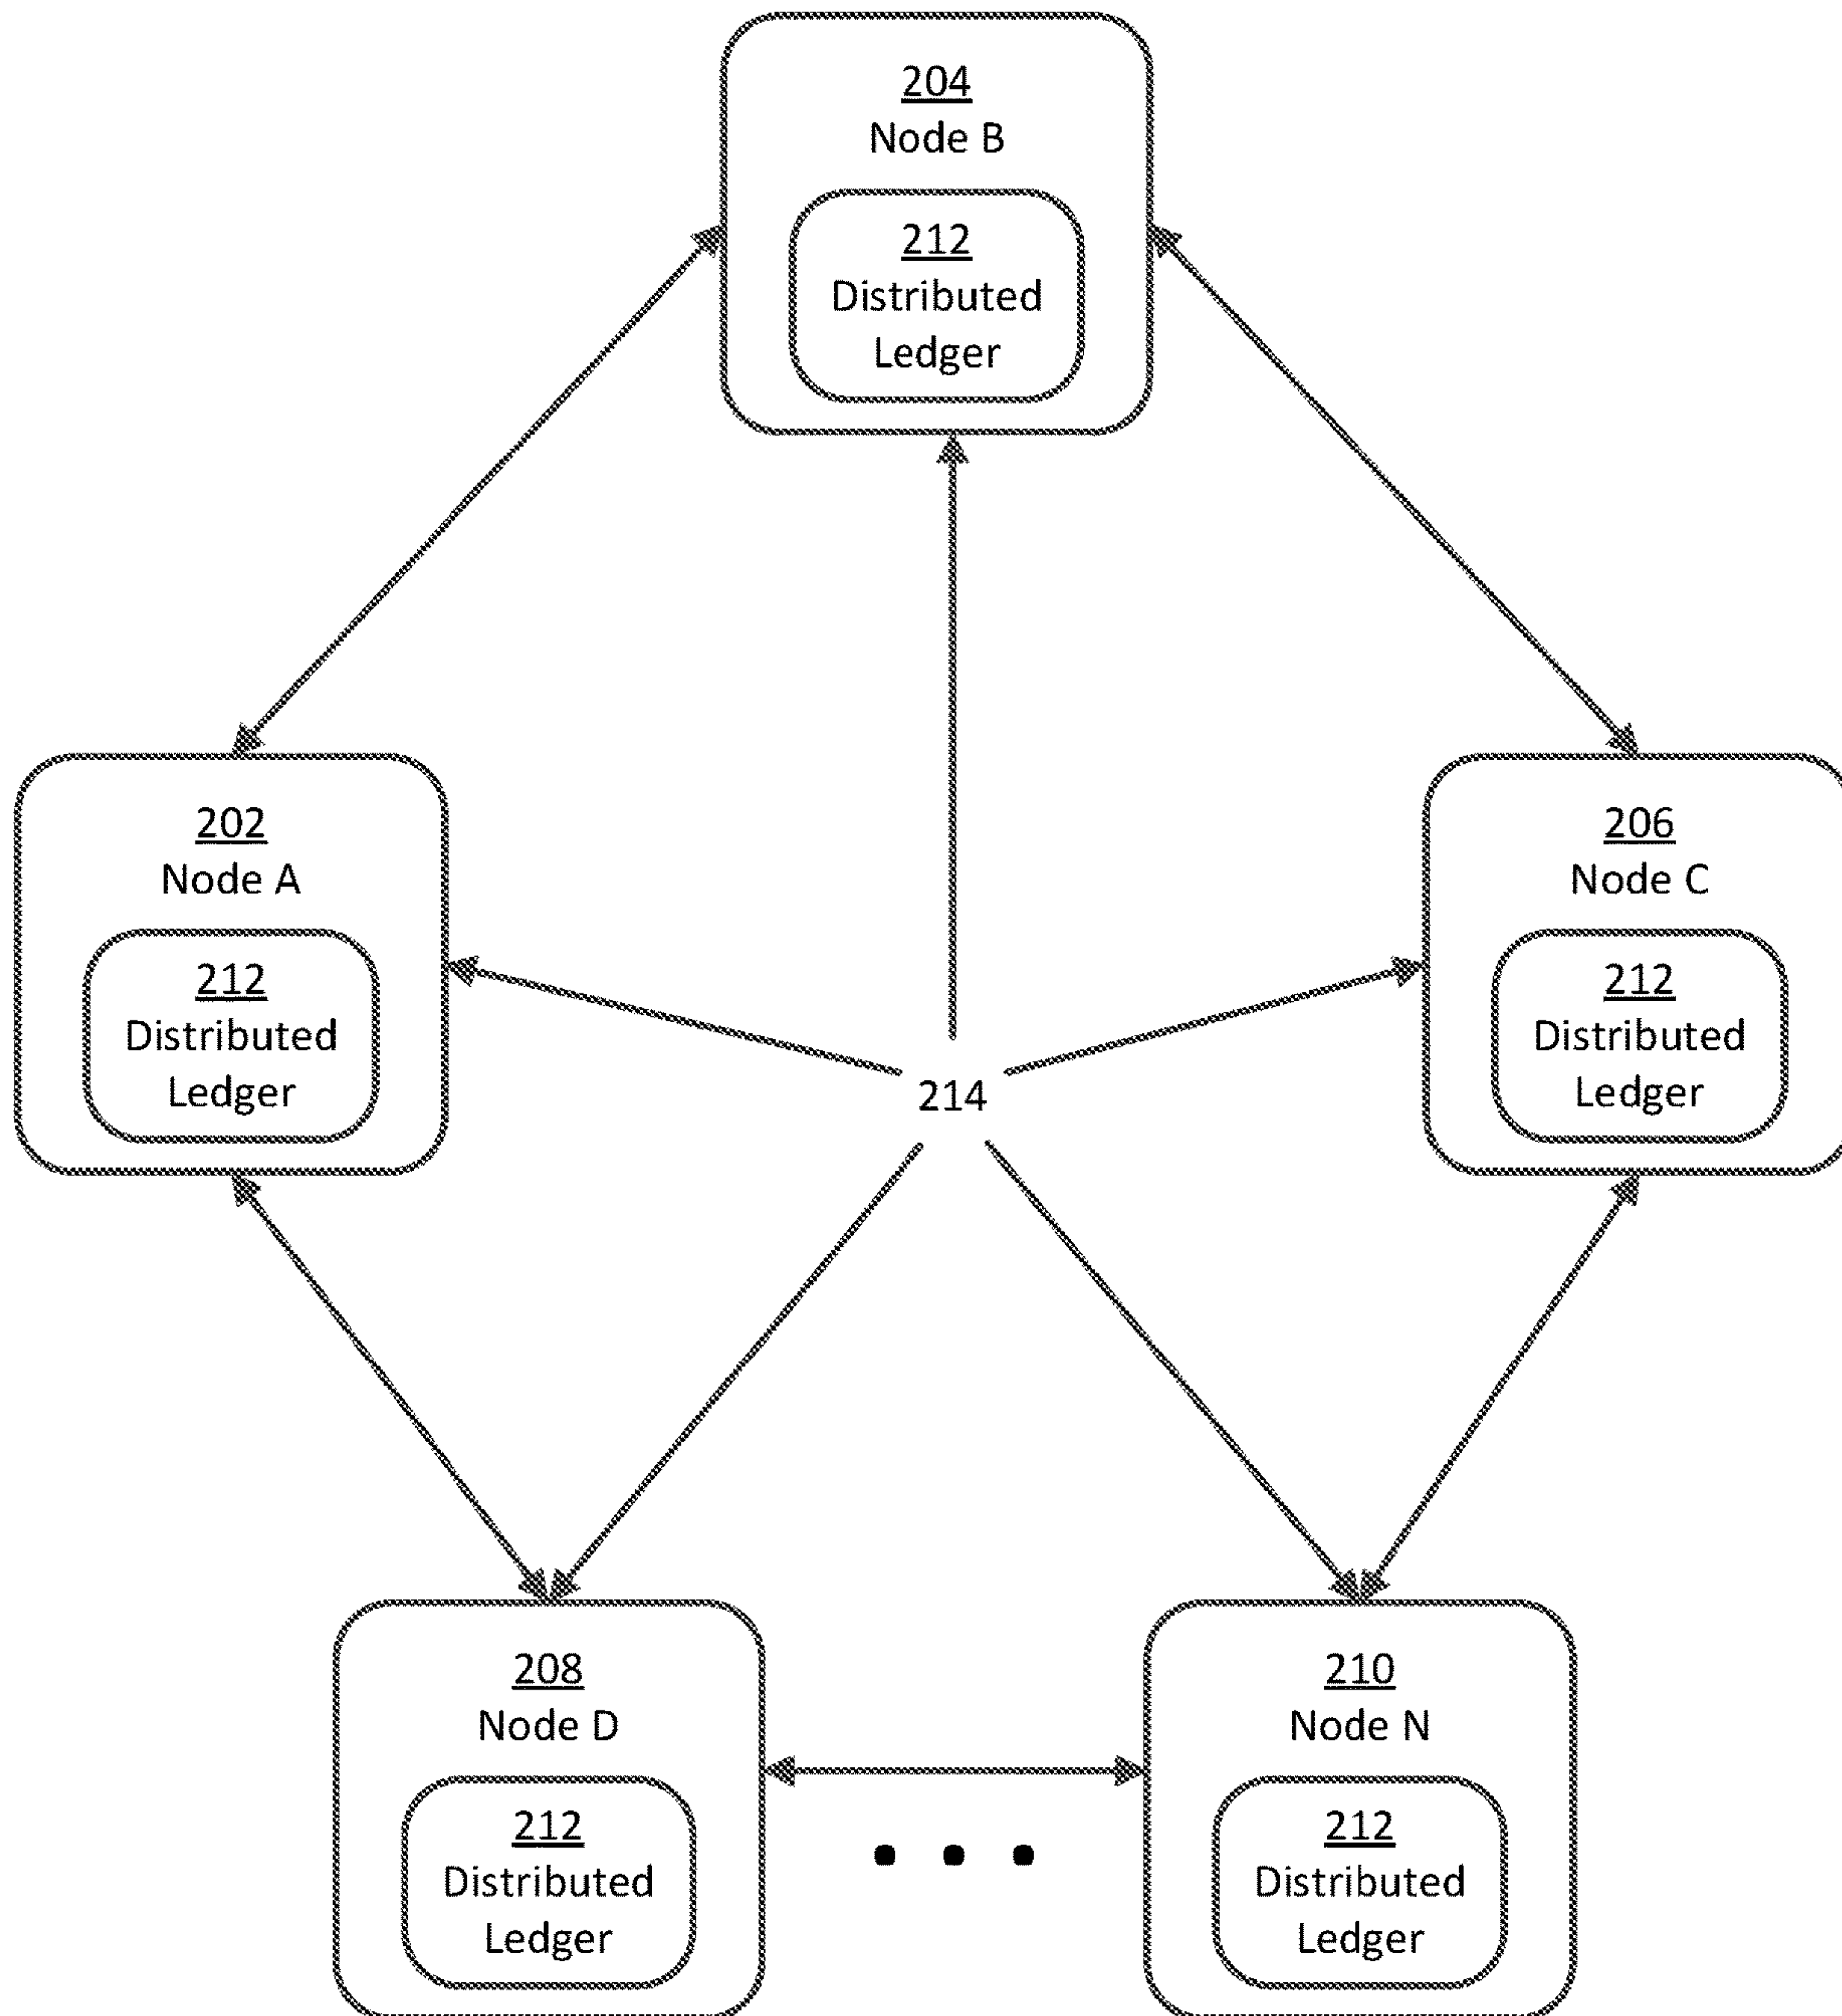 204
Node B
212
Distributed
Ledger
202
Node A
212
Distributed
Ledger
206
Node C
212
Distributed
Ledger
214
208
Node D
212
Distributed
Ledger
210
Node N
212
Distributed
Ledger